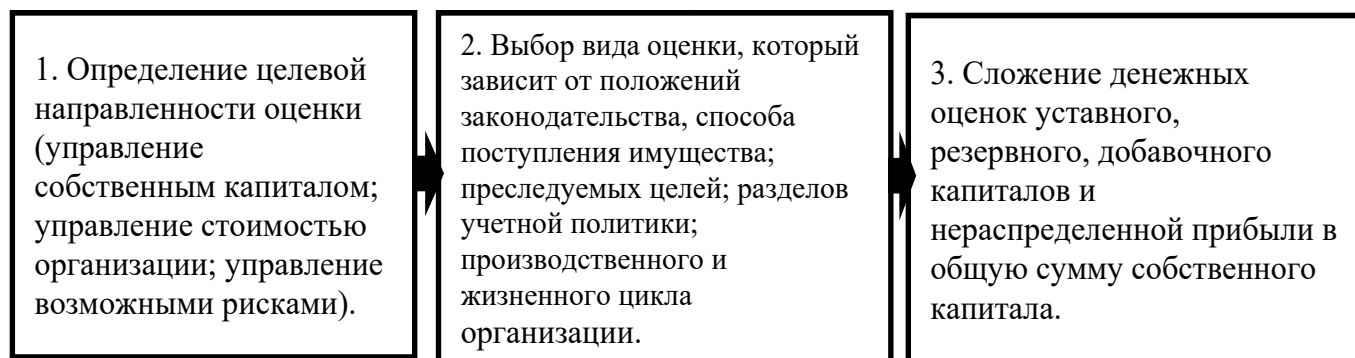 1. Определение целевой
направленности оценки
(управление
собственным капиталом;
управление стоимостью
организации; управление
возможными рисками).
2. Выбор вида оценки, который
зависит от положений
законодательства, способа
поступления имущества;
преследуемых целей; разделов
учетной политики;
производственного и
жизненного цикла
организации.
3. Сложение денежных
оценок уставного,
резервного, добавочного
капиталов и
нераспределенной прибыли в
общую сумму собственного
капитала.